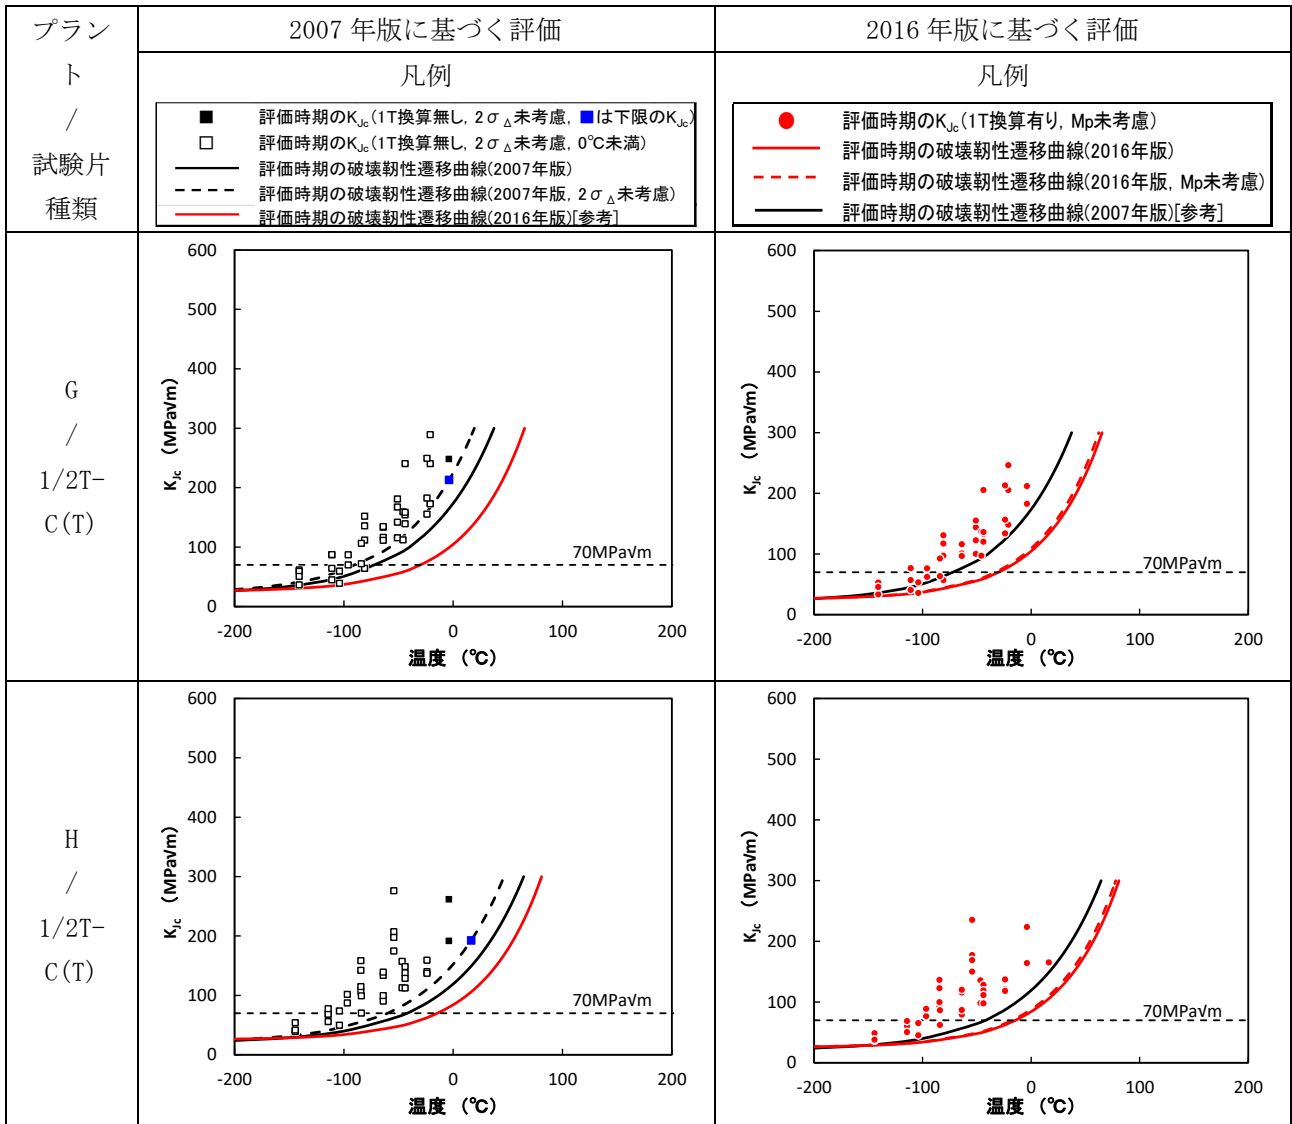 プラン
ト
/
試験片
種類
2007 年版に基づく評価
2016 年版に基づく評価
凡例
評価時期のKJc(1T換算無し, 2σΔ未考慮, ■は下限のKJc)
評価時期のKJc(1T換算無し, 2σΔ未考慮, 0℃未満)
評価時期の破壊靭性遷移曲線(2007年版)
評価時期の破壊靭性遷移曲線(2007年版, 2σΔ未考慮)
評価時期の破壊靭性遷移曲線(2016年版)[参考]
凡例
評価時期のKJc(1T換算有り, Mp未考慮)
評価時期の破壊靭性遷移曲線(2016年版)
評価時期の破壊靭性遷移曲線(2016年版, Mp未考慮)
評価時期の破壊靭性遷移曲線(2007年版)[参考]
G
/
1/2T-
C(T)
600
500
400
300
200
100
0
KJc (MPa√m)
70MPa√m
-200 -100 0 100 200
温度 (℃)
600
500
400
300
200
100
0
KJc (MPa√m)
70MPa√m
-200 -100 0 100 200
温度 (℃)
H
/
1/2T-
C(T)
600
500
400
300
200
100
0
KJc (MPa√m)
70MPa√m
-200 -100 0 100 200
温度 (℃)
600
500
400
300
200
100
0
KJc (MPa√m)
70MPa√m
-200 -100 0 100 200
温度 (℃)